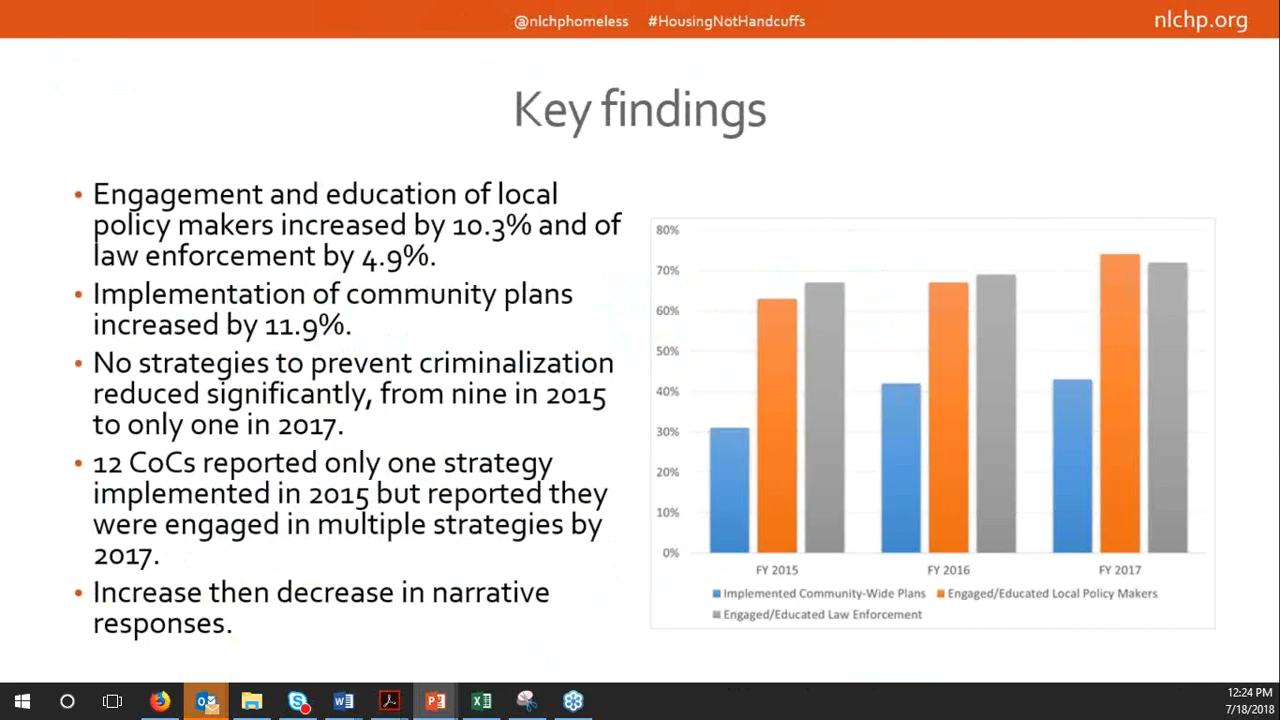 @nlchphomeless #HousingNotHandcuffs nlchp.org
Key findings
• Engagement and education of local
policy makers increased by 10.3% and of
law enforcement by 4.9%.
• Implementation of community plans
increased by 11.9%.
• No strategies to prevent criminalization
reduced significantly, from nine in 2015
to only one in 2017.
• 12 CoCs reported only one strategy
implemented in 2015 but reported they
were engaged in multiple strategies by
2017.
• Increase then decrease in narrative
responses.
80%
70%
60%
50%
40%
30%
20%
10%
0%
FY 2015 FY 2016 FY 2017
Implemented Community-Wide Plans Engaged/Educated Local Policy Makers
Engaged/Educated Law Enforcement
12:24 PM
7/18/2018